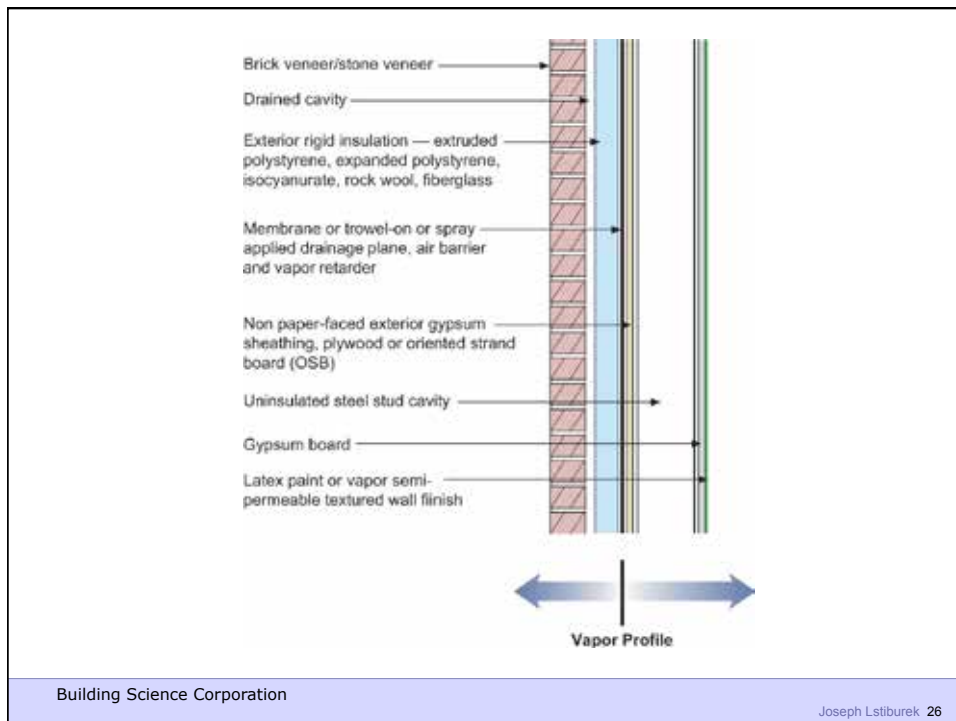 Brick veneer/stone veneer
Drained cavity
Exterior rigid insulation — extruded
polystyrene, expanded polystyrene,
isocyanurate, rock wool, fiberglass
Membrane or trowel-on or spray
applied drainage plane, air barrier
and vapor retarder
Non paper-faced exterior gypsum
sheathing, plywood or oriented strand
board (OSB)
Uninsulated steel stud cavity
Gypsum board
Latex paint or vapor semi-
permeable textured wall fiinish
Vapor Profile
Building Science Corporation
Joseph Lstiburek 26